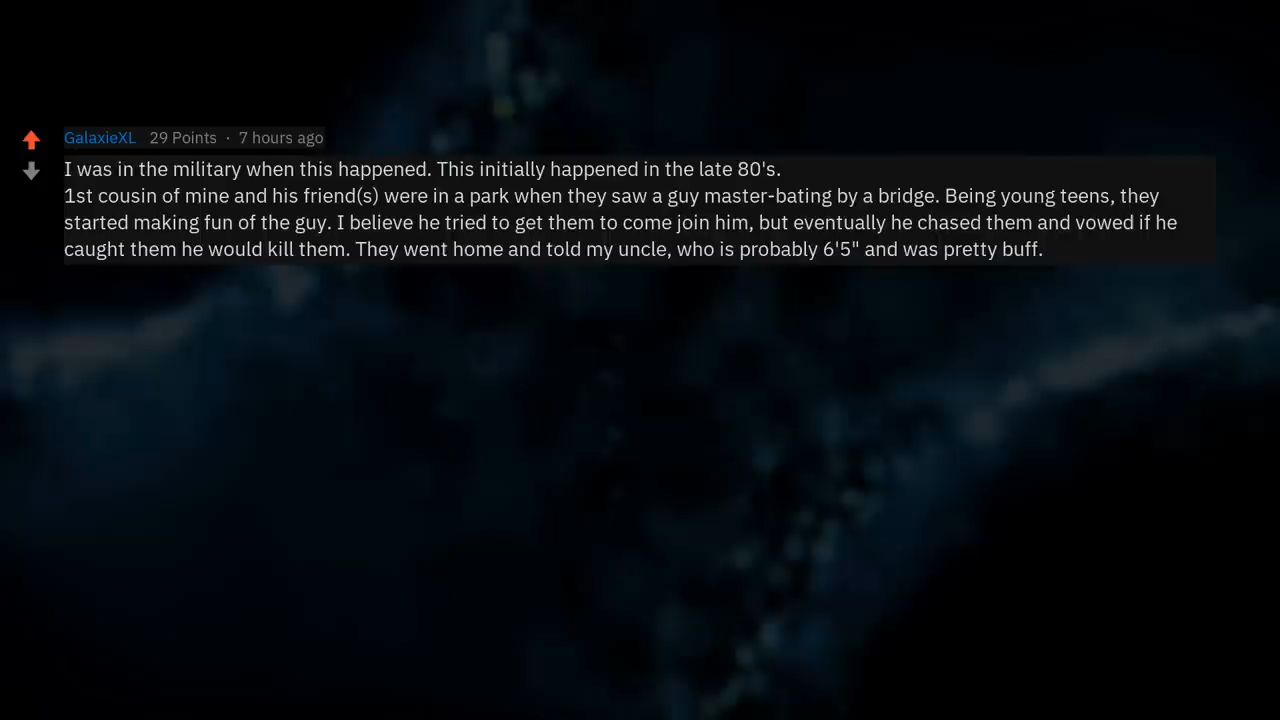 GalaxieXL 29 Points · 7 hours ago
I was in the military when this happened. This initially happened in the late 80's.
1st cousin of mine and his friend(s) were in a park when they saw a guy master-bating by a bridge. Being young teens, they
started making fun of the guy. I believe he tried to get them to come join him, but eventually he chased them and vowed if he
caught them he would kill them. They went home and told my uncle, who is probably 6'5" and was pretty buff.